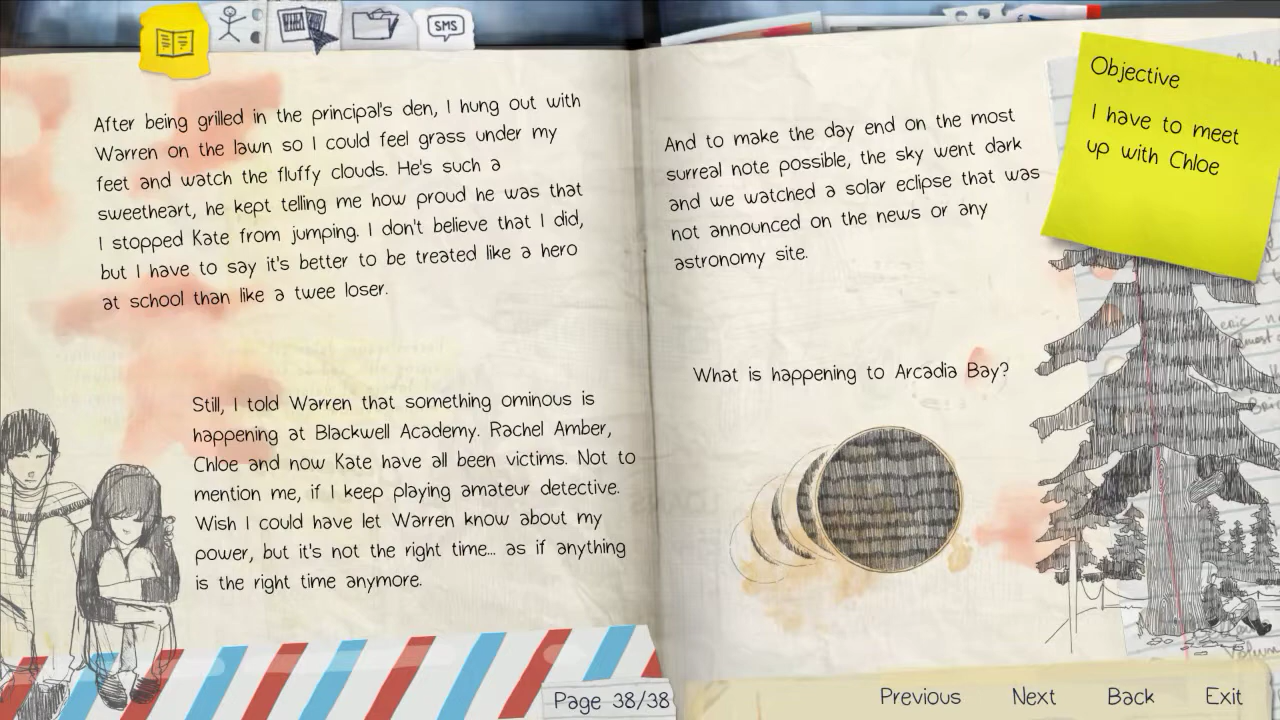 SMS
After being grilled in the principal's den, I hung out with
Warren on the lawn so I could feel grass under my
feet and watch the fluffy clouds. He's such a
sweetheart, he kept telling me how proud he was that
I stopped Kate from jumping. I don't believe that I did,
but I have to say it's better to be treated like a hero
at school than like a twee loser.
Still, I told Warren that something ominous is
happening at Blackwell Academy. Rachel Amber,
Chloe and now Kate have all been victims. Not to
mention me, if I keep playing amateur detective.
Wish I could have let Warren know about my
power, but it's not the right time... as if anything
is the right time anymore.
And to make the day end on the most
surreal note possible, the sky went dark
and we watched a solar eclipse that was
not announced on the news or any
astronomy site.
What is happening to Arcadia Bay?
Objective
I have to meet
up with Chloe
Page 38/38
Previous
Next
Back
Exit